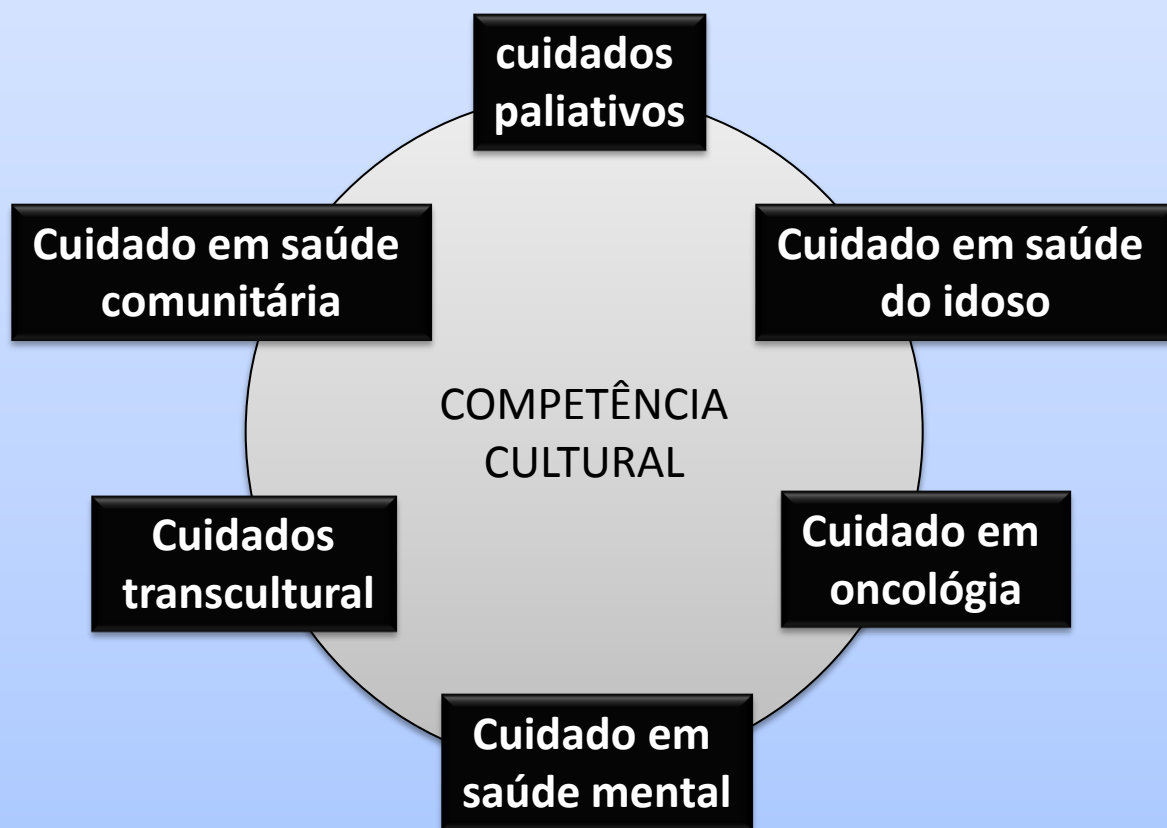 cuidados
paliativos
Cuidado em saúde
comunitária
Cuidado em saúde
do idoso
COMPETÊNCIA
CULTURAL
Cuidados
transcultural
Cuidado em
oncológia
Cuidado em
saúde mental